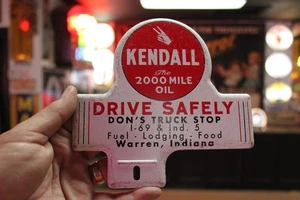 KENDALL
The
2000 MILE
OIL
DRIVE SAFELY
DON'S TRUCK STOP
I-69 & Ind. 5
Fuel - Lodging - Food
Warren, Indiana